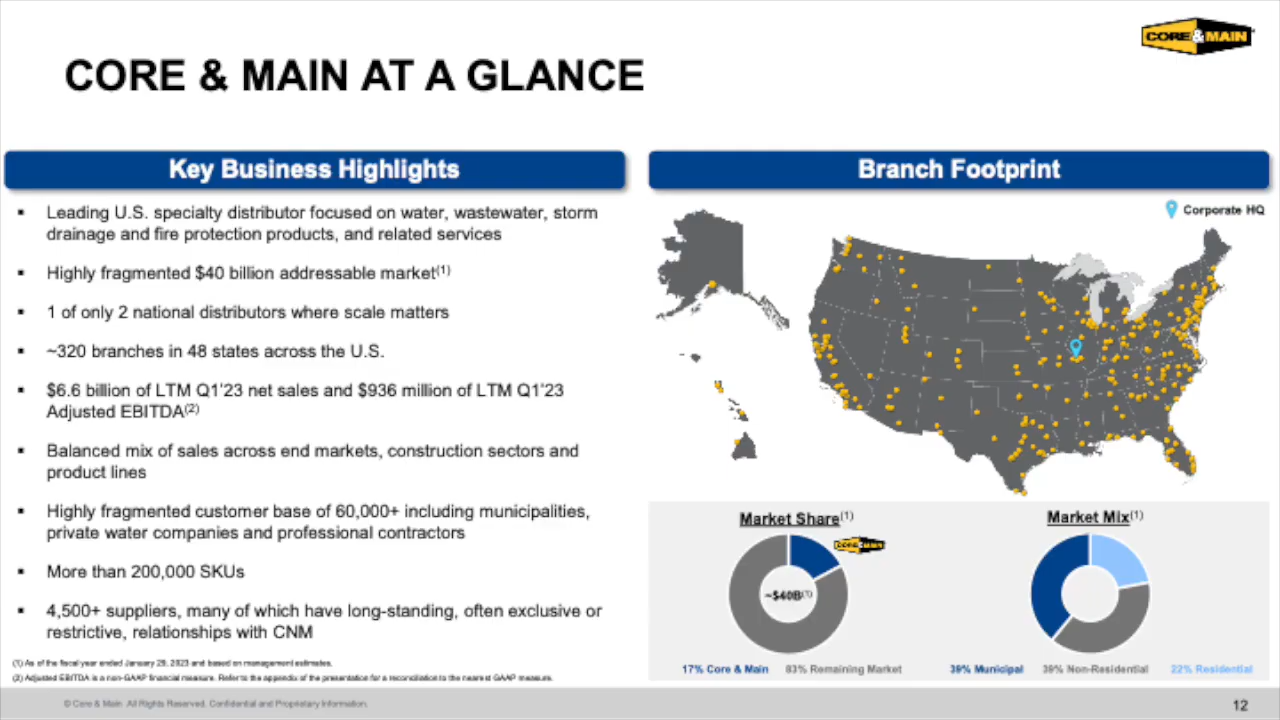 CORE & MAIN
CORE & MAIN AT A GLANCE
Key Business Highlights
▪ Leading U.S. specialty distributor focused on water, wastewater, storm
drainage and fire protection products, and related services
▪ Highly fragmented $40 billion addressable market(1)
▪ 1 of only 2 national distributors where scale matters
▪ ~320 branches in 48 states across the U.S.
▪ $6.6 billion of LTM Q1'23 net sales and $936 million of LTM Q1'23
Adjusted EBITDA(2)
▪ Balanced mix of sales across end markets, construction sectors and
product lines
▪ Highly fragmented customer base of 60,000+ including municipalities,
private water companies and professional contractors
▪ More than 200,000 SKUs
▪ 4,500+ suppliers, many of which have long-standing, often exclusive or
restrictive, relationships with CNM
Branch Footprint
Corporate HQ
Market Share(1)
CORE & MAIN
~$40B(1)
17% Core & Main 83% Remaining Market
Market Mix(1)
39% Municipal 39% Non-Residential 22% Residential
(1) As of the fiscal year ended January 29, 2023 and based on management estimates.
(2) Adjusted EBITDA is a non-GAAP financial measure. Refer to the appendix of the presentation for a reconciliation to the nearest GAAP measure.
© Core & Main All Rights Reserved. Confidential and Proprietary Information.
12